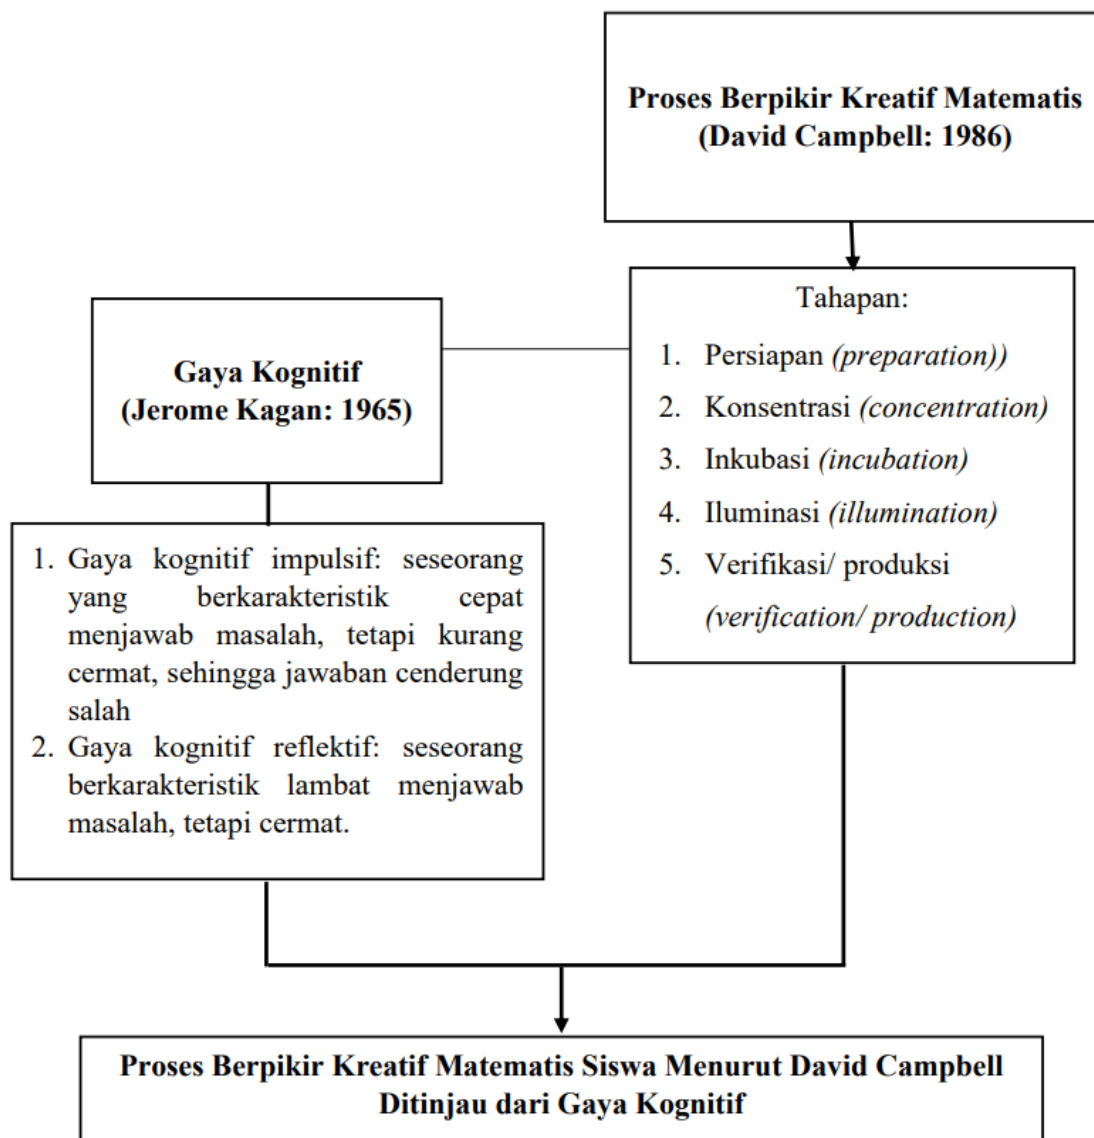 Proses Berpikir Kreatif Matematis
(David Campbell: 1986)
Tahapan:
1. Persiapan (preparation))
2. Konsentrasi (concentration)
3. Inkubasi (incubation)
4. Iluminasi (illumination)
5. Verifikasi/ produksi
(verification/ production)
Gaya Kognitif
(Jerome Kagan: 1965)
1. Gaya kognitif impulsif: seseorang
yang berkarakteristik cepat
menjawab masalah, tetapi kurang
cermat, sehingga jawaban cenderung
salah
2. Gaya kognitif reflektif: seseorang
berkarakteristik lambat menjawab
masalah, tetapi cermat.
Proses Berpikir Kreatif Matematis Siswa Menurut David Campbell
Ditinjau dari Gaya Kognitif